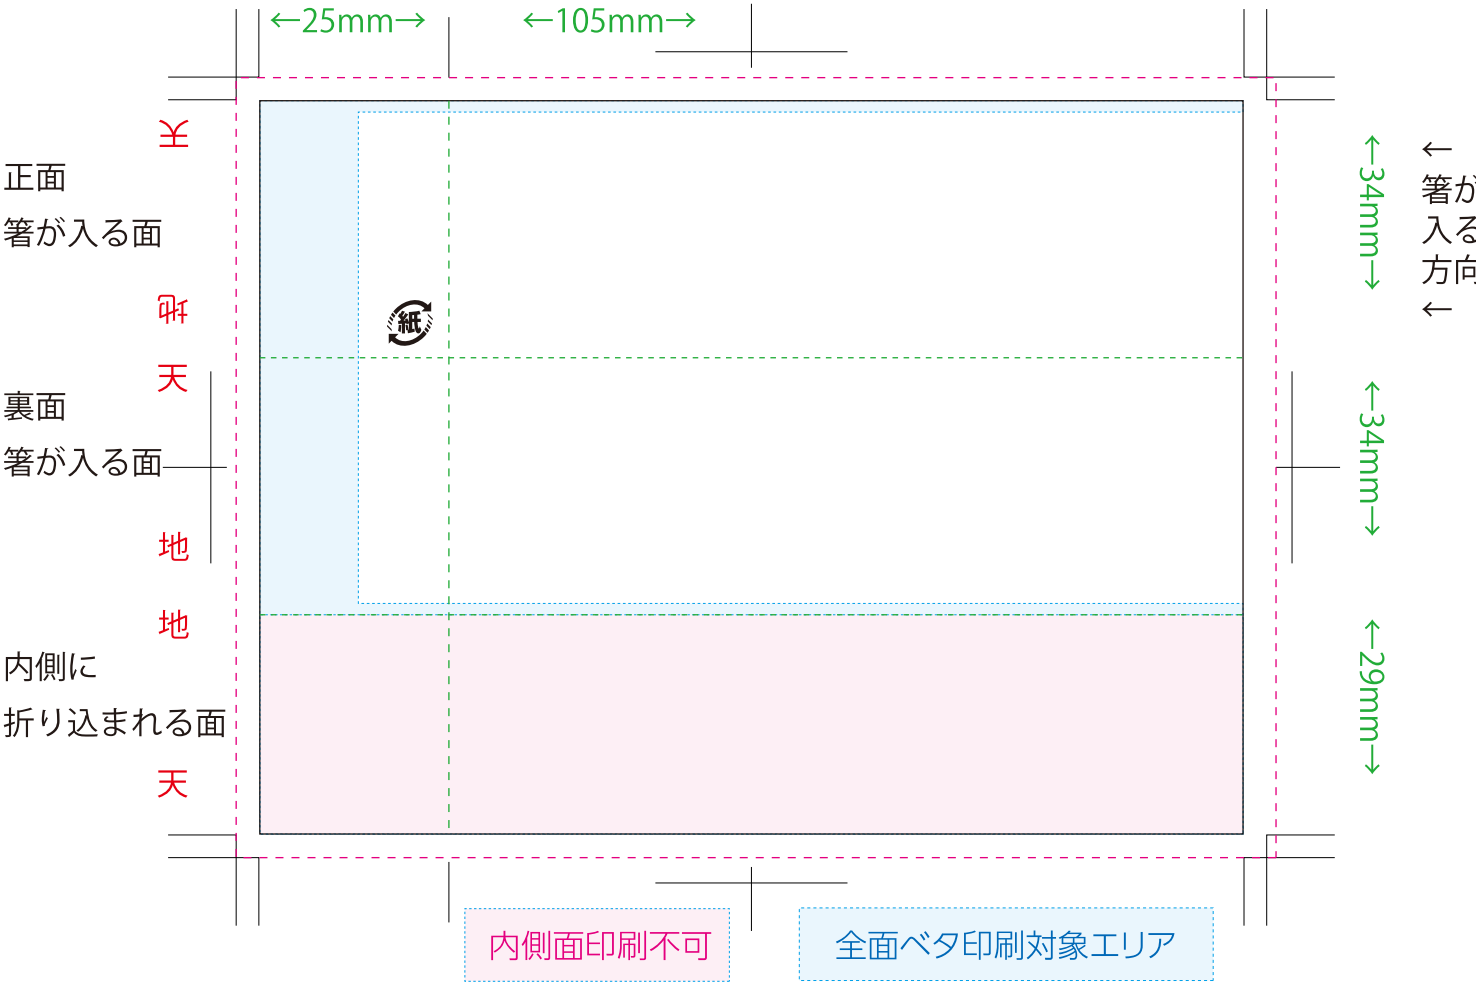 ←25mm→
←105mm→
天
正面
箸が入る面
地
天
裏面
箸が入る面
地
地
内側に
折り込まれる面
天
紙
←34mm→
←34mm→
←29mm→
←
箸が
入る
方向
←
内側面印刷不可
全面ベタ印刷対象エリア